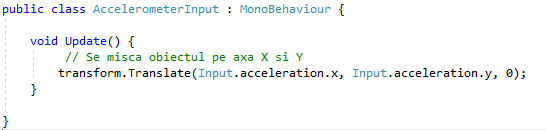 public class AccelerometerInput : MonoBehaviour {
void Update() {
// Se misca obiectul pe axa X si Y
transform.Translate(Input.acceleration.x, Input.acceleration.y, 0);
}
}